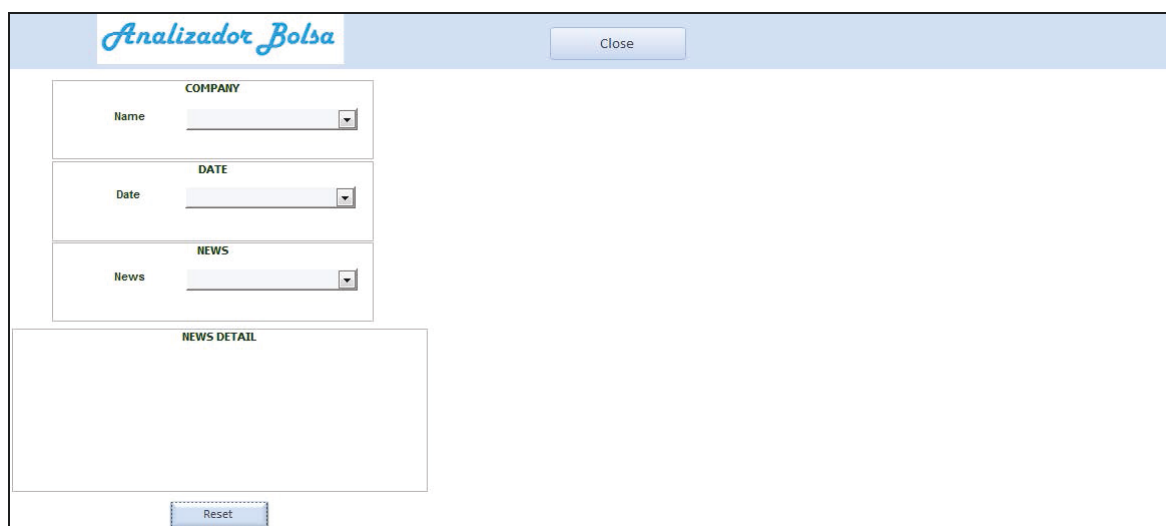 Analizador Bolsa
Close
COMPANY
Name
DATE
Date
NEWS
News
NEWS DETAIL
Reset